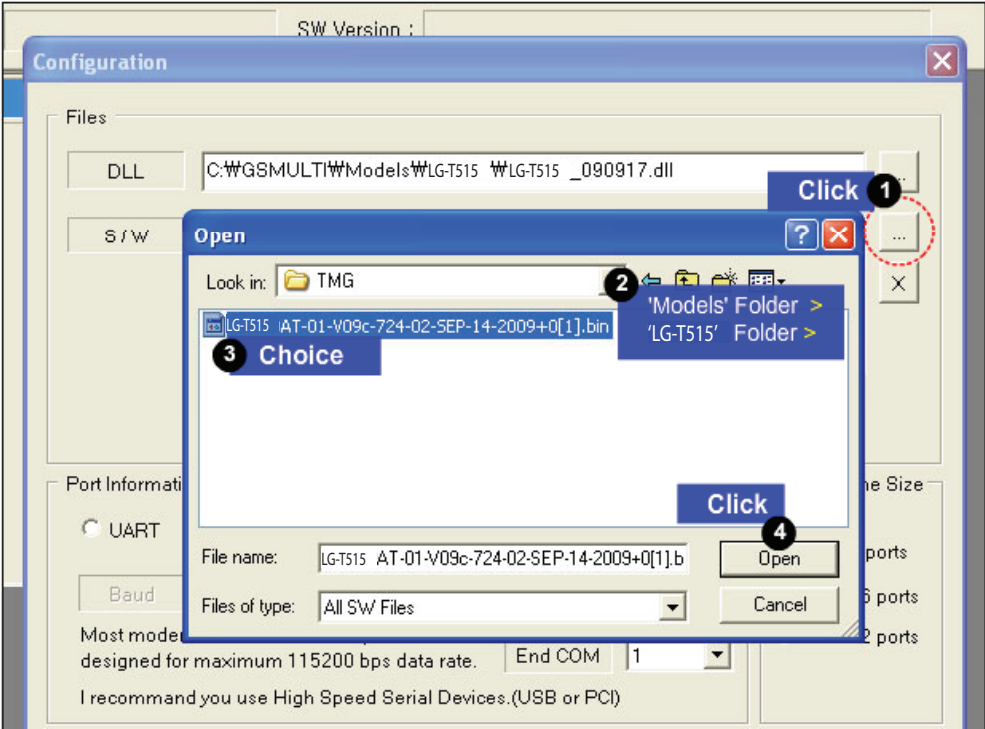 SW Version :
Configuration
Files
DLL
C:₩GSMULTI₩Models₩LG-T515 ₩LG-T515 _090917.dll
...
Click 1
S/W
...
Open
Look in: TMG
2
'Models' Folder >
‘LG-T515’ Folder >
X
LG-T515 AT-01-V09c-724-02-SEP-14-2009+0[1].bin
3 Choice
Port Informati
ne Size
Click
4
UART
File name: LG-T515 AT-01-V09c-724-02-SEP-14-2009+0[1].b Open
ports
Baud
Files of type: All SW Files Cancel
6 ports
Most moder
2 ports
designed for maximum 115200 bps data rate.
End COM 1
I recommand you use High Speed Serial Devices.(USB or PCI)